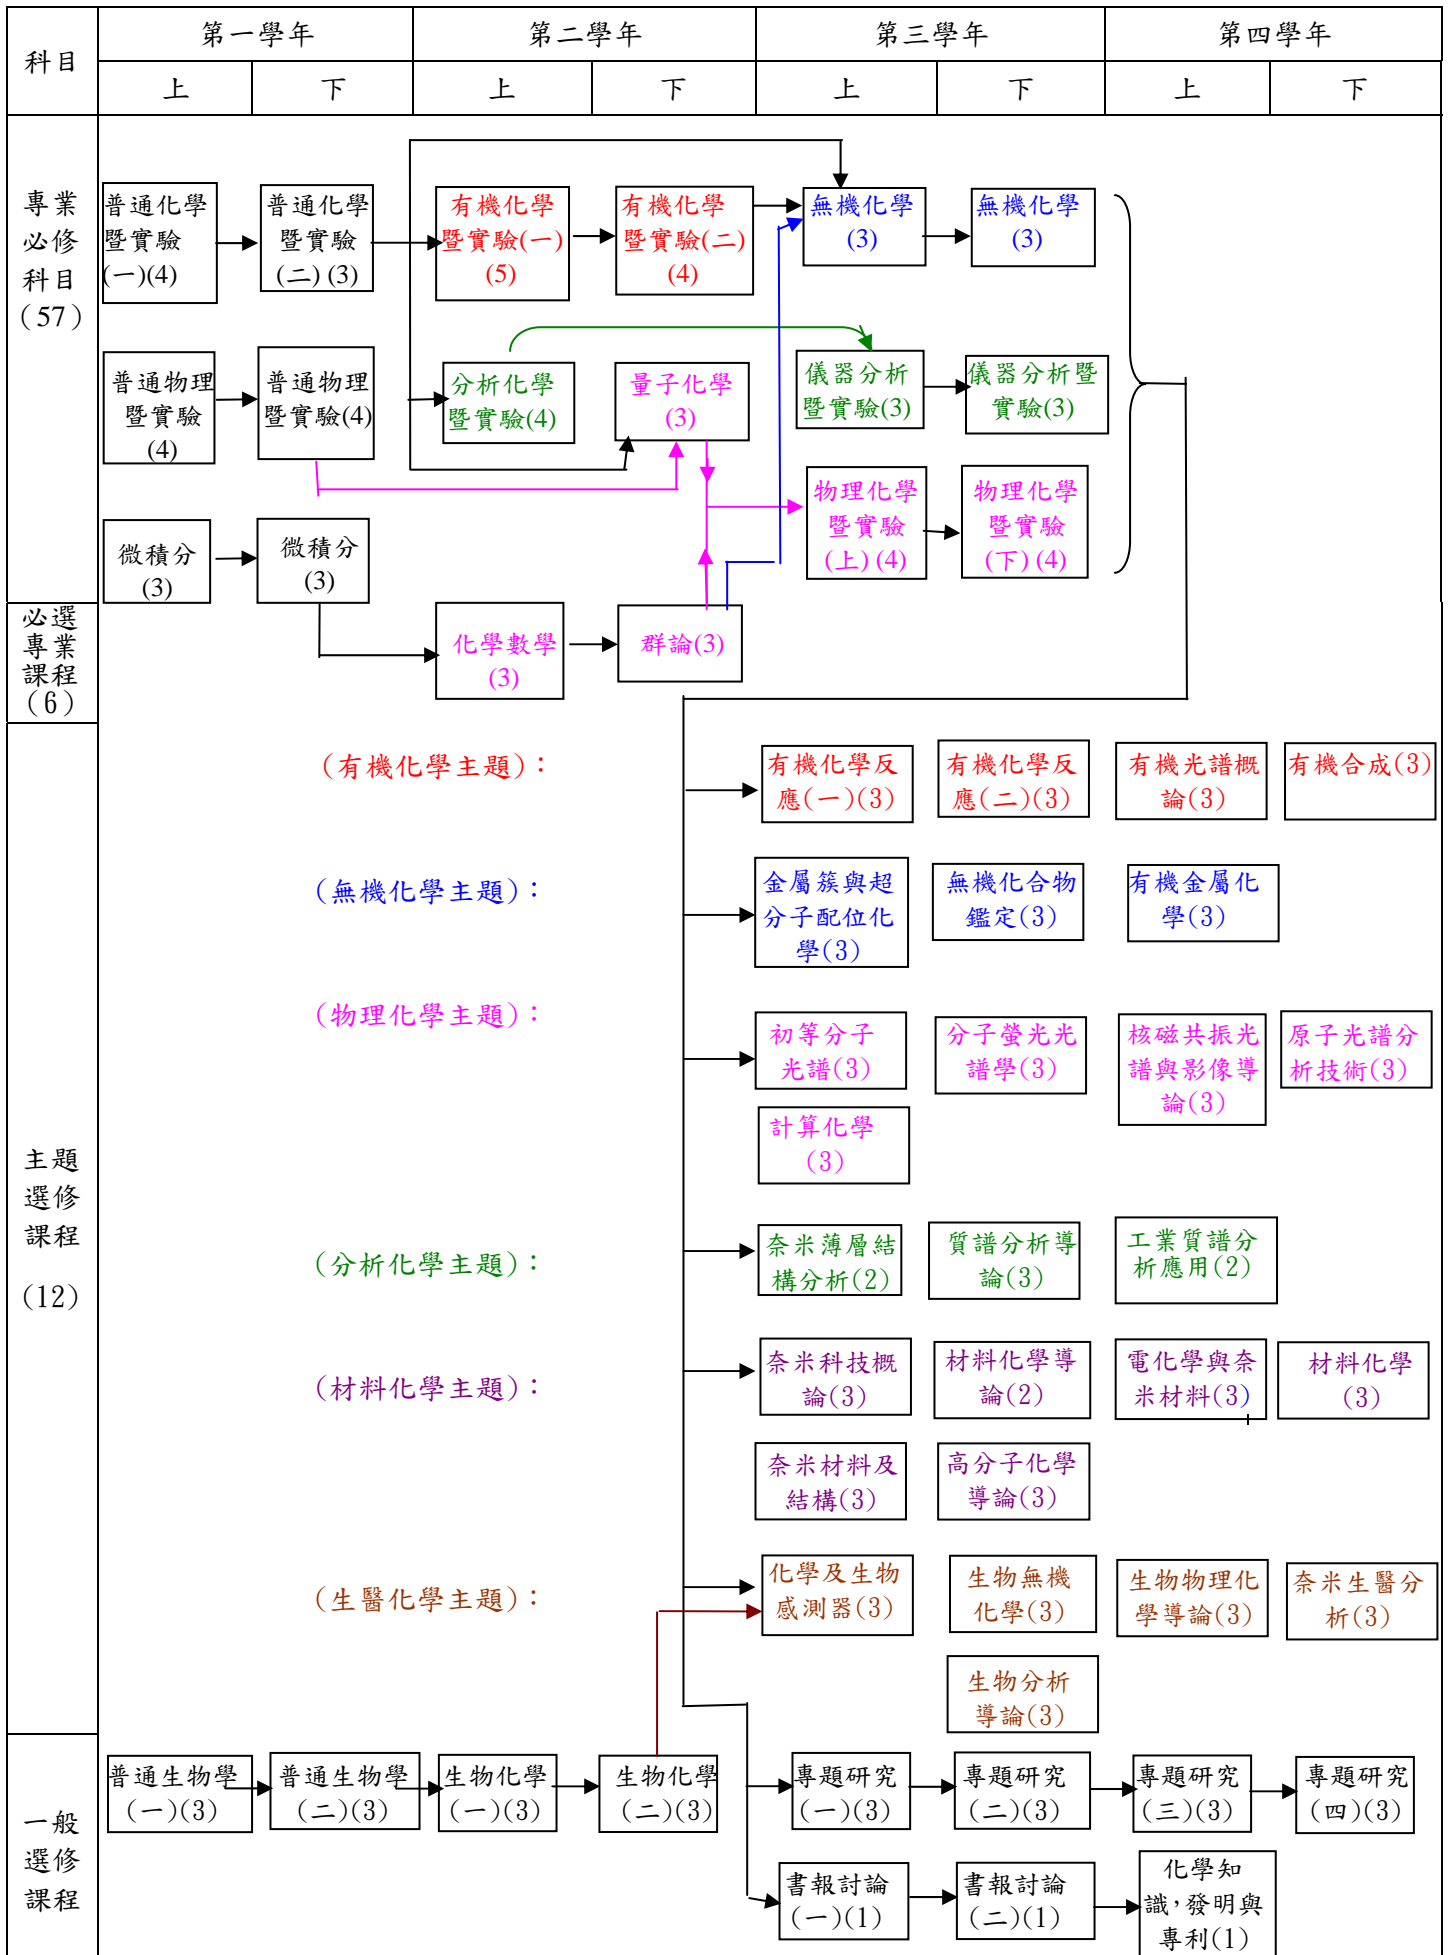 科目
第一學年
第二學年
第三學年
第四學年
上
下
上
下
上
下
上
下
專業
必修
科目
(57)
普通化學
暨實驗
(一)(4)
普通化學
暨實驗
(二)(3)
有機化學
暨實驗(一)
(5)
有機化學
暨實驗(二)
(4)
無機化學
(3)
無機化學
(3)
普通物理
暨實驗
(4)
普通物理
暨實驗(4)
分析化學
暨實驗(4)
量子化學
(3)
儀器分析
暨實驗(3)
儀器分析暨
實驗(3)
物理化學
暨實驗
(上)(4)
物理化學
暨實驗
(下)(4)
微積分
(3)
微積分
(3)
必選
專業
課程
(6)
化學數學
(3)
群論(3)
主題
選修
課程
(12)
(有機化學主題)：
有機化學反
應(一)(3)
有機化學反
應(二)(3)
有機光譜概
論(3)
有機合成(3)
(無機化學主題)：
金屬簇與超
分子配位化
學(3)
無機化合物
鑑定(3)
有機金屬化
學(3)
(物理化學主題)：
初等分子
光譜(3)
分子螢光光
譜學(3)
核磁共振光
譜與影像導
論(3)
原子光譜分
析技術(3)
計算化學
(3)
(分析化學主題)：
奈米薄層結
構分析(2)
質譜分析導
論(3)
工業質譜分
析應用(2)
(材料化學主題)：
奈米科技概
論(3)
材料化學導
論(2)
電化學與奈
米材料(3)
材料化學
(3)
奈米材料及
結構(3)
高分子化學
導論(3)
(生醫化學主題)：
化學及生物
感測器(3)
生物無機
化學(3)
生物物理化
學導論(3)
奈米生醫分
析(3)
生物分析
導論(3)
一般
選修
課程
普通生物學
(一)(3)
普通生物學
(二)(3)
生物化學
(一)(3)
生物化學
(二)(3)
專題研究
(一)(3)
專題研究
(二)(3)
專題研究
(三)(3)
專題研究
(四)(3)
書報討論
(一)(1)
書報討論
(二)(1)
化學知
識，發明與
專利(1)